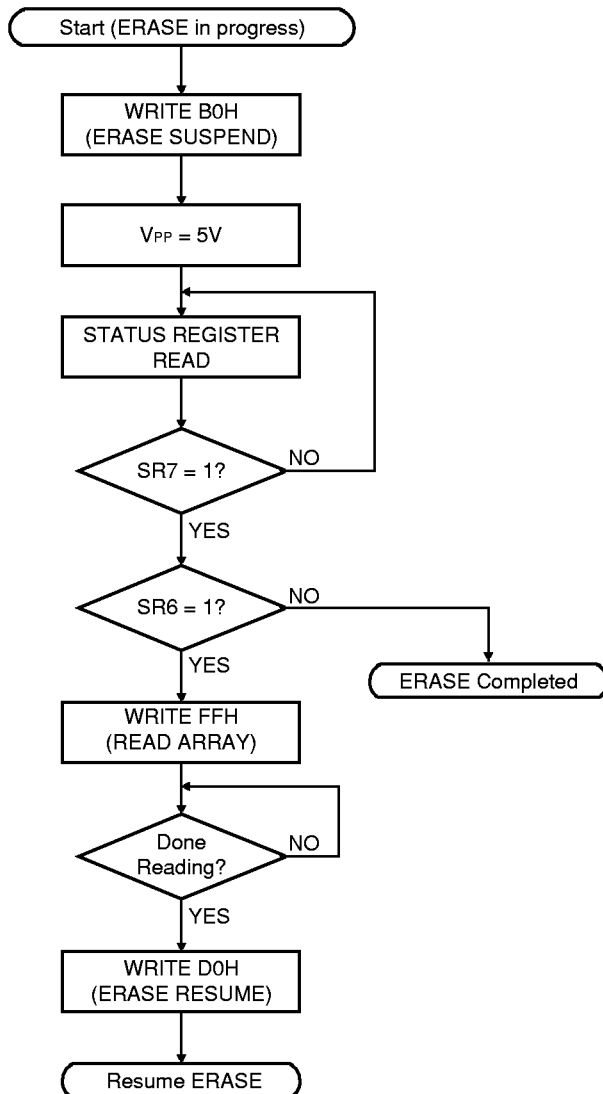 Start (ERASE in progress)
WRITE B0H
(ERASE SUSPEND)
VPP = 5V
STATUS REGISTER
READ
SR7 = 1?
NO
YES
SR6 = 1?
NO
YES
ERASE Completed
WRITE FFH
(READ ARRAY)
Done
Reading?
NO
YES
WRITE D0H
(ERASE RESUME)
Resume ERASE